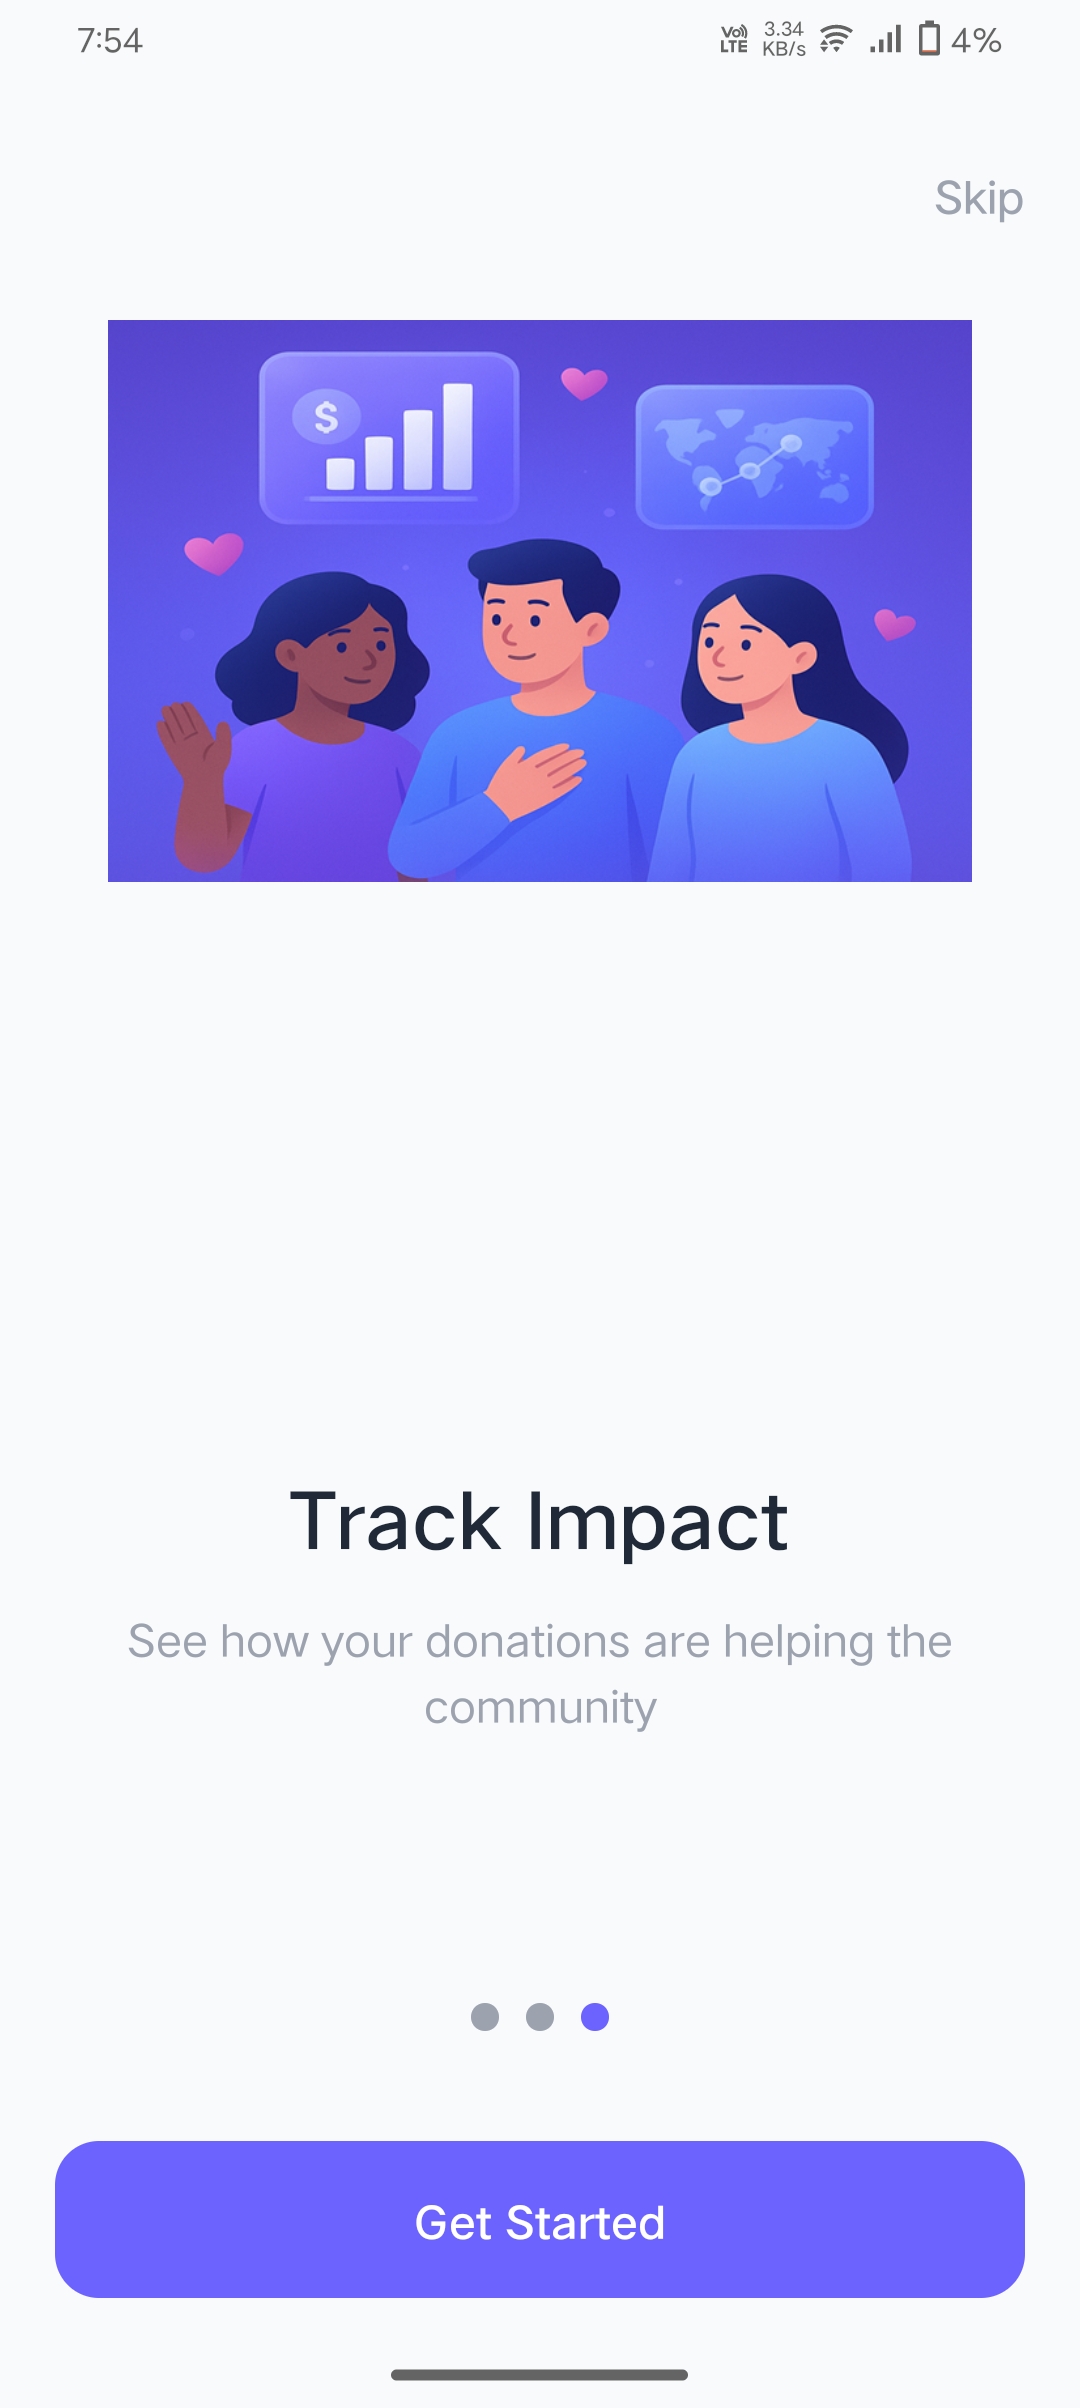 7:54
Vo)) LTE
3.34 KB/s
4%
Skip
$
Track Impact
See how your donations are helping the
community
Get Started